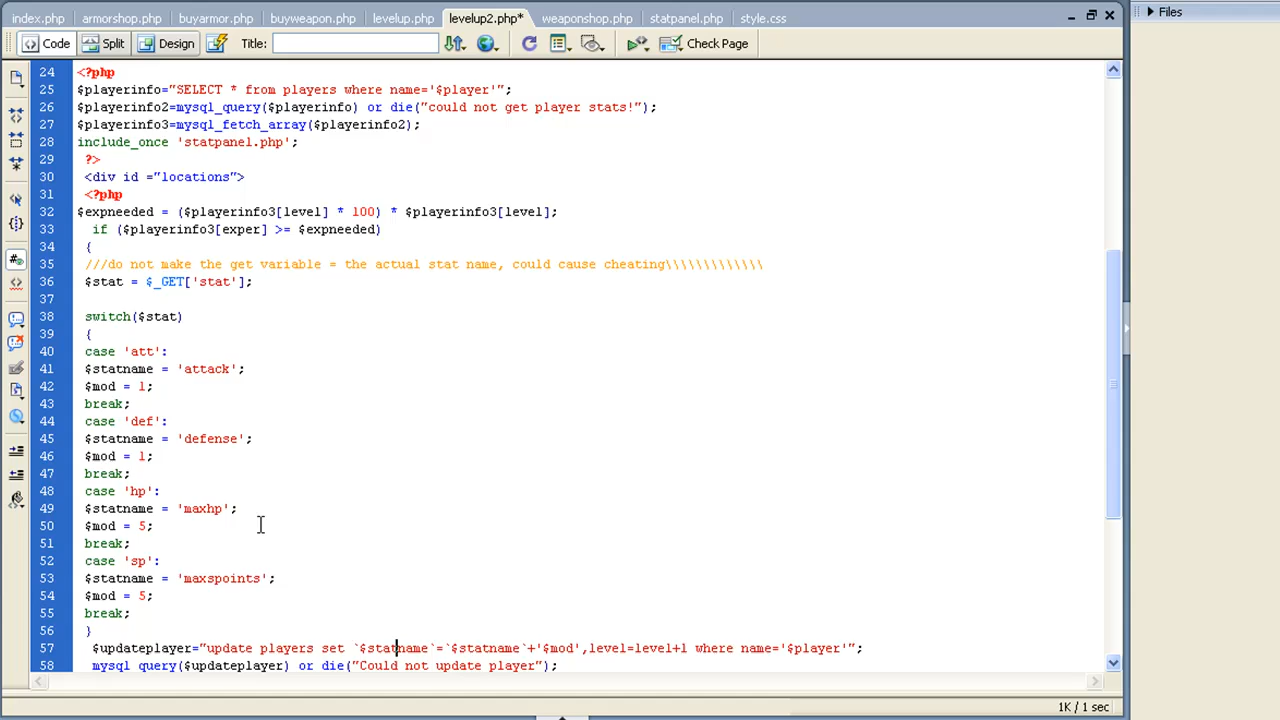 index.php armorshop.php buyarmor.php buyweapon.php levelup.php levelup2.php* weaponshop.php statpanel.php style.css
Files
Code Split Design Title: Check Page
24 <?php
25 $playerinfo="SELECT * from players where name='$player'";
26 $playerinfo2=mysql_query($playerinfo) or die("could not get player stats!");
27 $playerinfo3=mysql_fetch_array($playerinfo2);
28 include_once 'statpanel.php';
29 ?>
30 <div id ="locations">
31 <?php
32 $expneeded = ($playerinfo3[level] * 100) * $playerinfo3[level];
33 if ($playerinfo3[exper] >= $expneeded)
34 {
35 ///do not make the get variable = the actual stat name, could cause cheating\\\\\\\\\\\\\
36 $stat = $_GET['stat'];
37
38 switch($stat)
39 {
40 case 'att':
41 $statname = 'attack';
42 $mod = 1;
43 break;
44 case 'def':
45 $statname = 'defense';
46 $mod = 1;
47 break;
48 case 'hp':
49 $statname = 'maxhp';
50 $mod = 5;
51 break;
52 case 'sp':
53 $statname = 'maxspoints';
54 $mod = 5;
55 break;
56 }
57 $updateplayer="update players set `$statname`=`$statname`+'$mod',level=level+1 where name='$player'";
58 mysql_query($updateplayer) or die("Could not update player");
1K / 1 sec